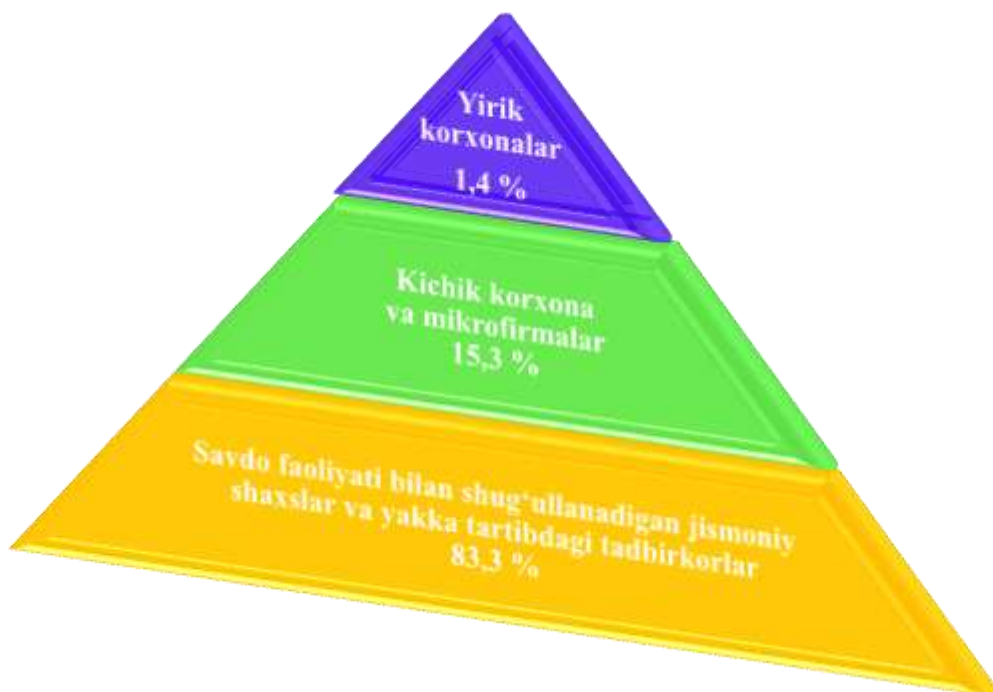 Yirik
korxonalar
1,4 %
Kichik korxona
va mikrofirmalar
15,3 %
Savdo faoliyati bilan shug‘ullanadigan jismoniy
shaxslar va yakka tartibdagi tadbirkorlar
83,3 %